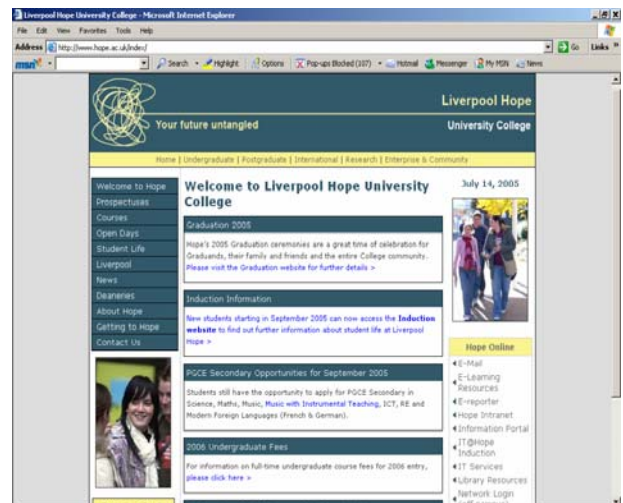 Liverpool Hope University College - Microsoft Internet Explorer
File Edit View Favorites Tools Help
Address http://www.hope.ac.uk/index/ Go Links »
msn Search Highlight Options Pop-ups Blocked (107) Hotmail Messenger My MSN News
Liverpool Hope
Your future untangled
University College
Home | Undergraduate | Postgraduate | International | Research | Enterprise & Community
Welcome to Hope
Prospectuses
Courses
Open Days
Student Life
Liverpool
News
Deaneries
About Hope
Getting to Hope
Contact Us
Welcome to Liverpool Hope University
College
Graduation 2005
Hope's 2005 Graduation ceremonies are a great time of celebration for
Graduands, their family and friends and the entire College community.
Please visit the Graduation website for further details >
Induction Information
New students starting in September 2005 can now access the Induction
website to find out further information about student life at Liverpool
Hope >
PGCE Secondary Opportunities for September 2005
Students still have the opportunity to apply for PGCE Secondary in
Science, Maths, Music, Music with Instrumental Teaching, ICT, RE and
Modern Foreign Languages (French & German).
2006 Undergraduate Fees
For information on full-time undergraduate course fees for 2006 entry,
please click here >
July 14, 2005
Hope Online
E-Mail
E-Learning
Resources
E-reporter
Hope Intranet
Information Portal
IT@Hope
Induction
IT Services
Library Resources
Network Login